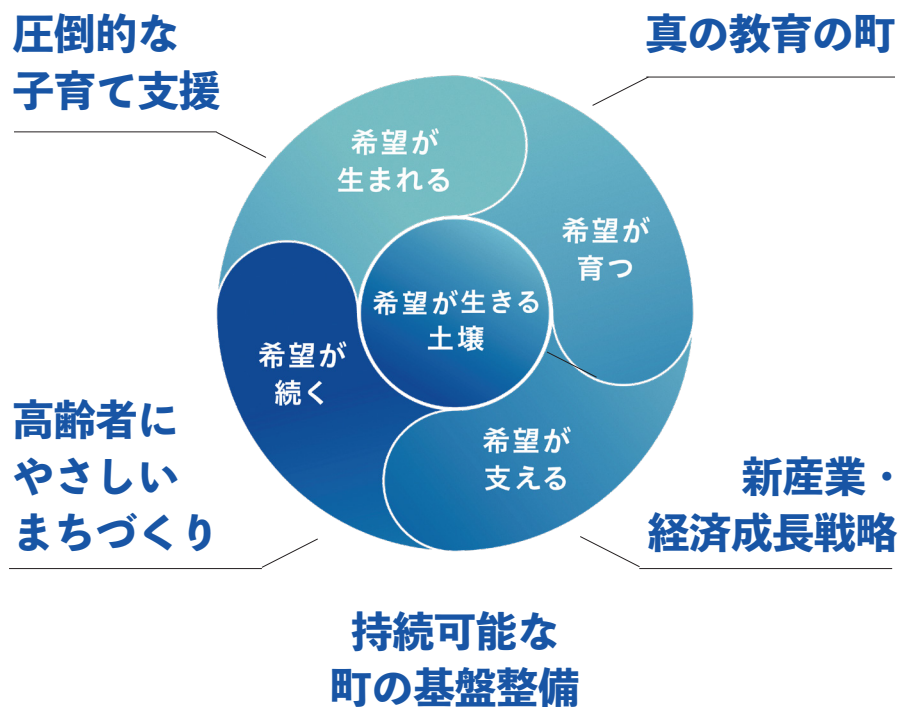 圧倒的な
子育て支援
真の教育の町
希望が
生まれる
希望が
育つ
希望が生きる
土壌
希望が
続く
希望が
支える
高齢者に
やさしい
まちづくり
新産業・
経済成長戦略
持続可能な
町の基盤整備